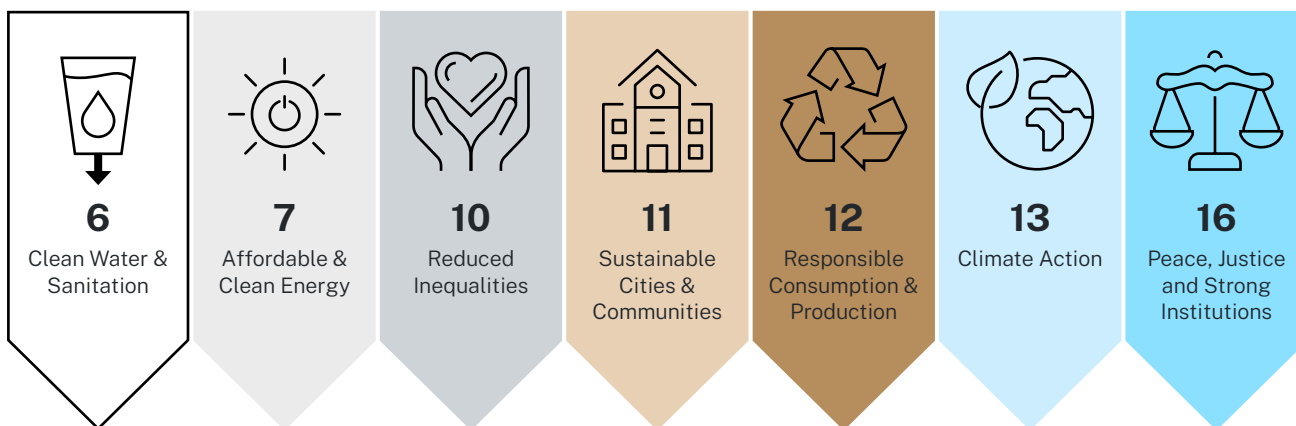 6
Clean Water &
Sanitation
7
Affordable &
Clean Energy
10
Reduced
Inequalities
11
Sustainable
Cities &
Communities
12
Responsible
Consumption &
Production
13
Climate Action
16
Peace, Justice
and Strong
Institutions